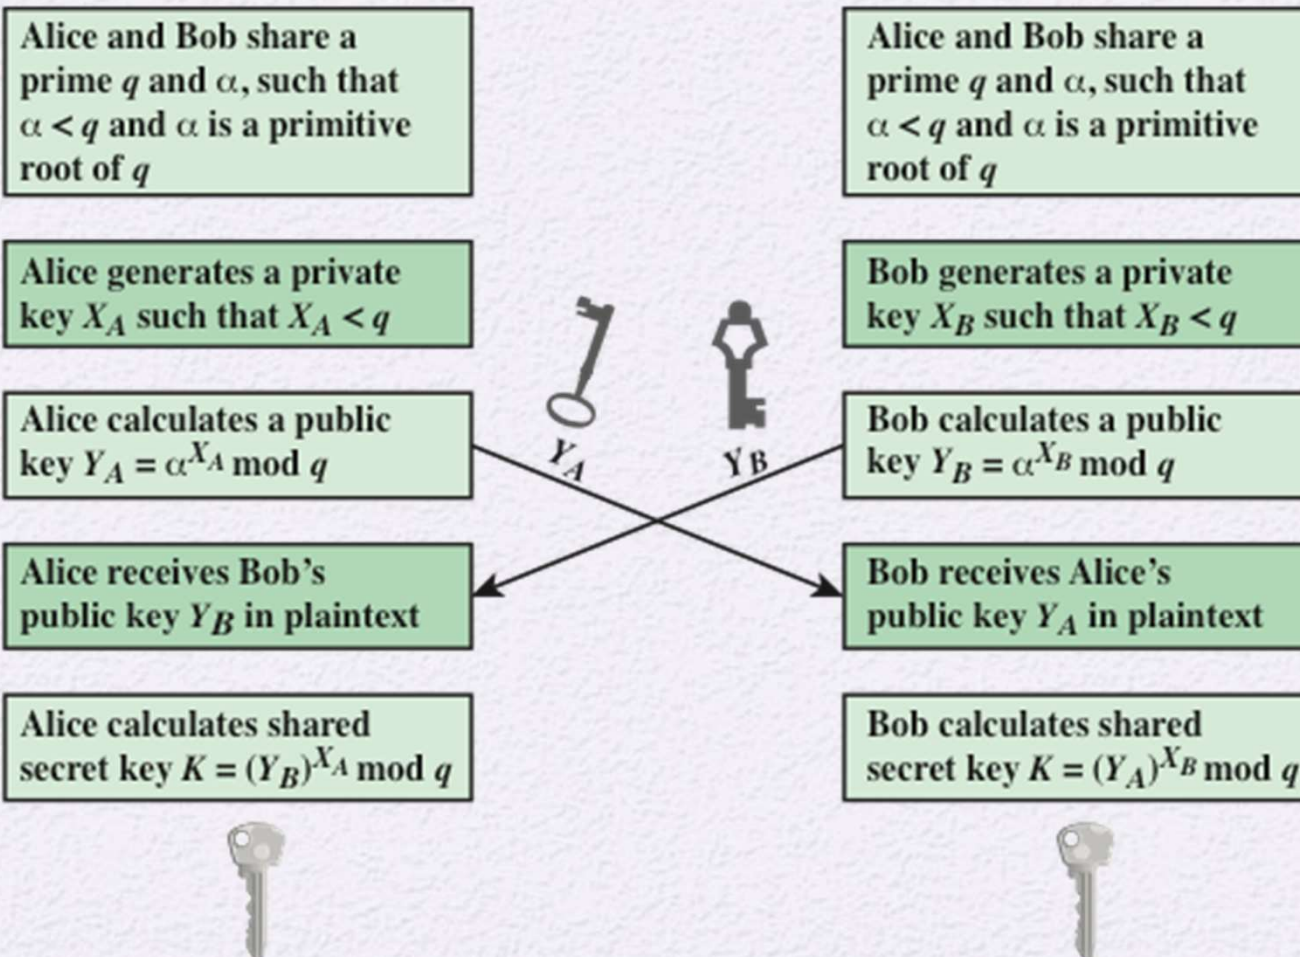 Alice and Bob share a
prime q and α, such that
α < q and α is a primitive
root of q
Alice generates a private
key X_A such that X_A < q
Alice calculates a public
key Y_A = α^{X_A} mod q
Alice receives Bob’s
public key Y_B in plaintext
Alice calculates shared
secret key K = (Y_B)^{X_A} mod q
Y_A
Y_B
Alice and Bob share a
prime q and α, such that
α < q and α is a primitive
root of q
Bob generates a private
key X_B such that X_B < q
Bob calculates a public
key Y_B = α^{X_B} mod q
Bob receives Alice’s
public key Y_A in plaintext
Bob calculates shared
secret key K = (Y_A)^{X_B} mod q